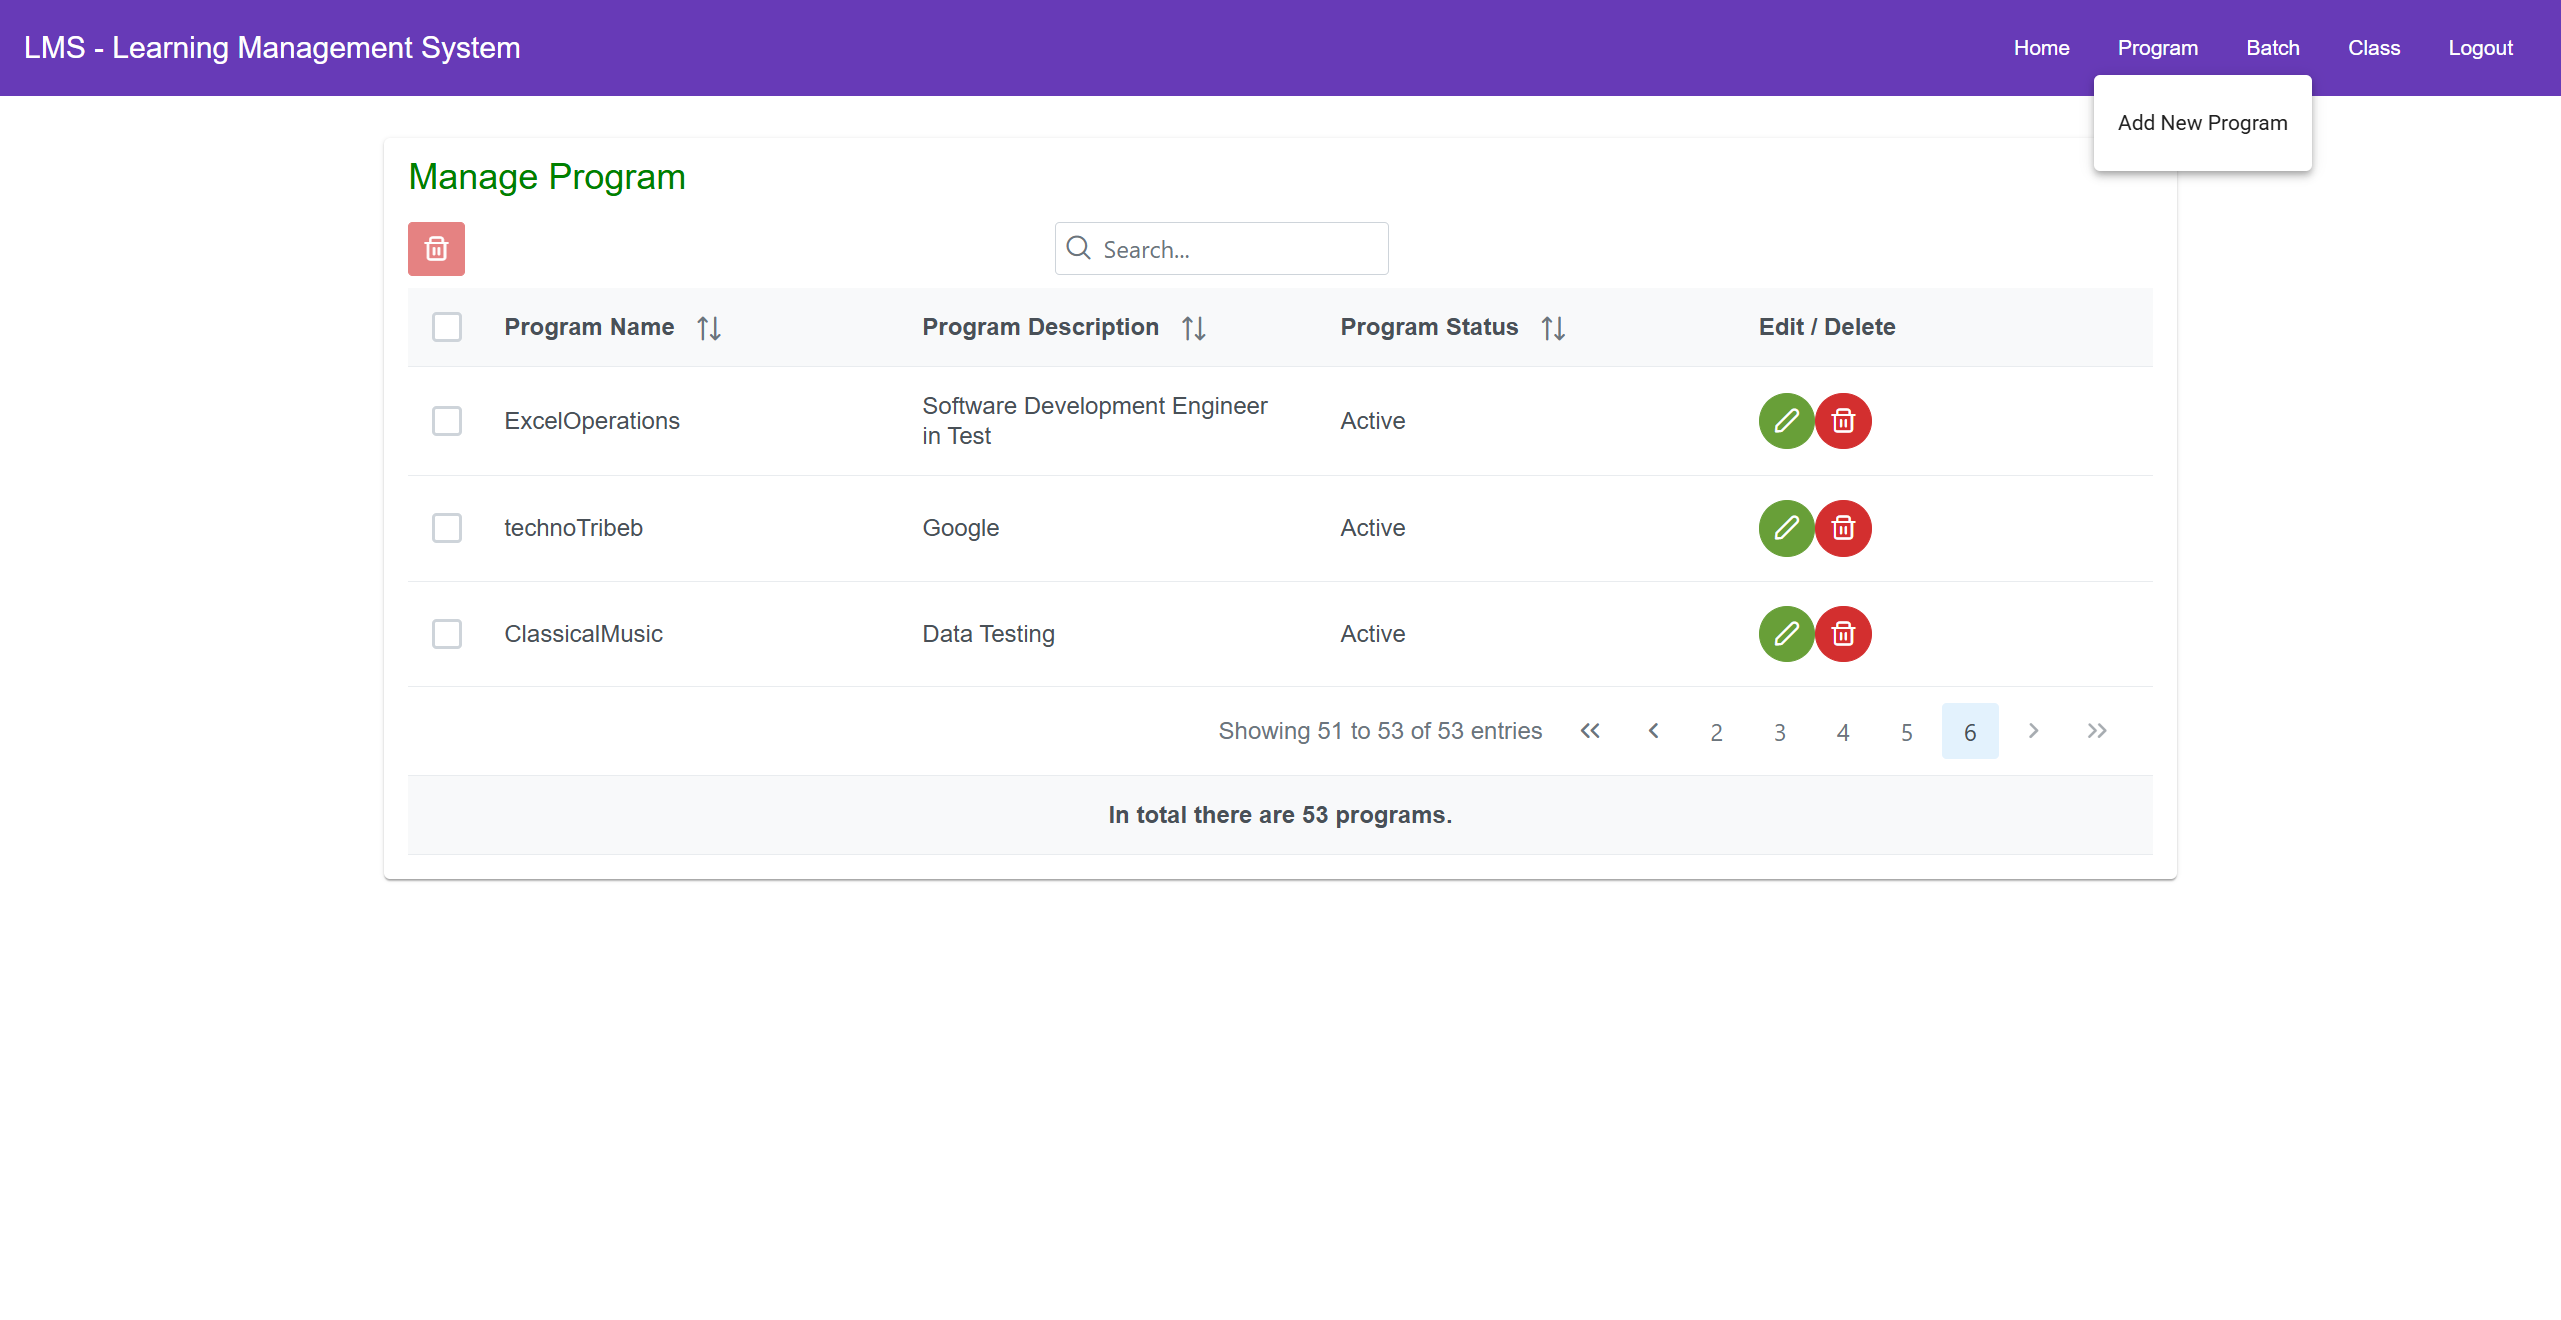 LMS - Learning Management System
Home Program Batch Class Logout
Add New Program
Manage Program
Search...
Program Name Program Description Program Status Edit / Delete
ExcelOperations Software Development Engineer in Test Active
technoTribeb Google Active
ClassicalMusic Data Testing Active
Showing 51 to 53 of 53 entries 2 3 4 5 6
In total there are 53 programs.